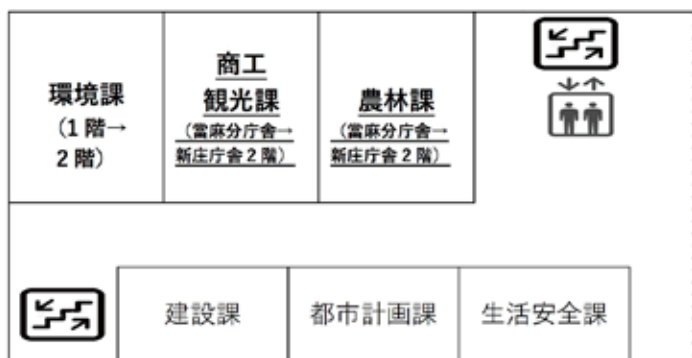 環境課
（1階→
2階）
商工
観光課
（當麻分庁舎→
新庄庁舎2階）
農林課
（當麻分庁舎→
新庄庁舎2階）
建設課
都市計画課
生活安全課